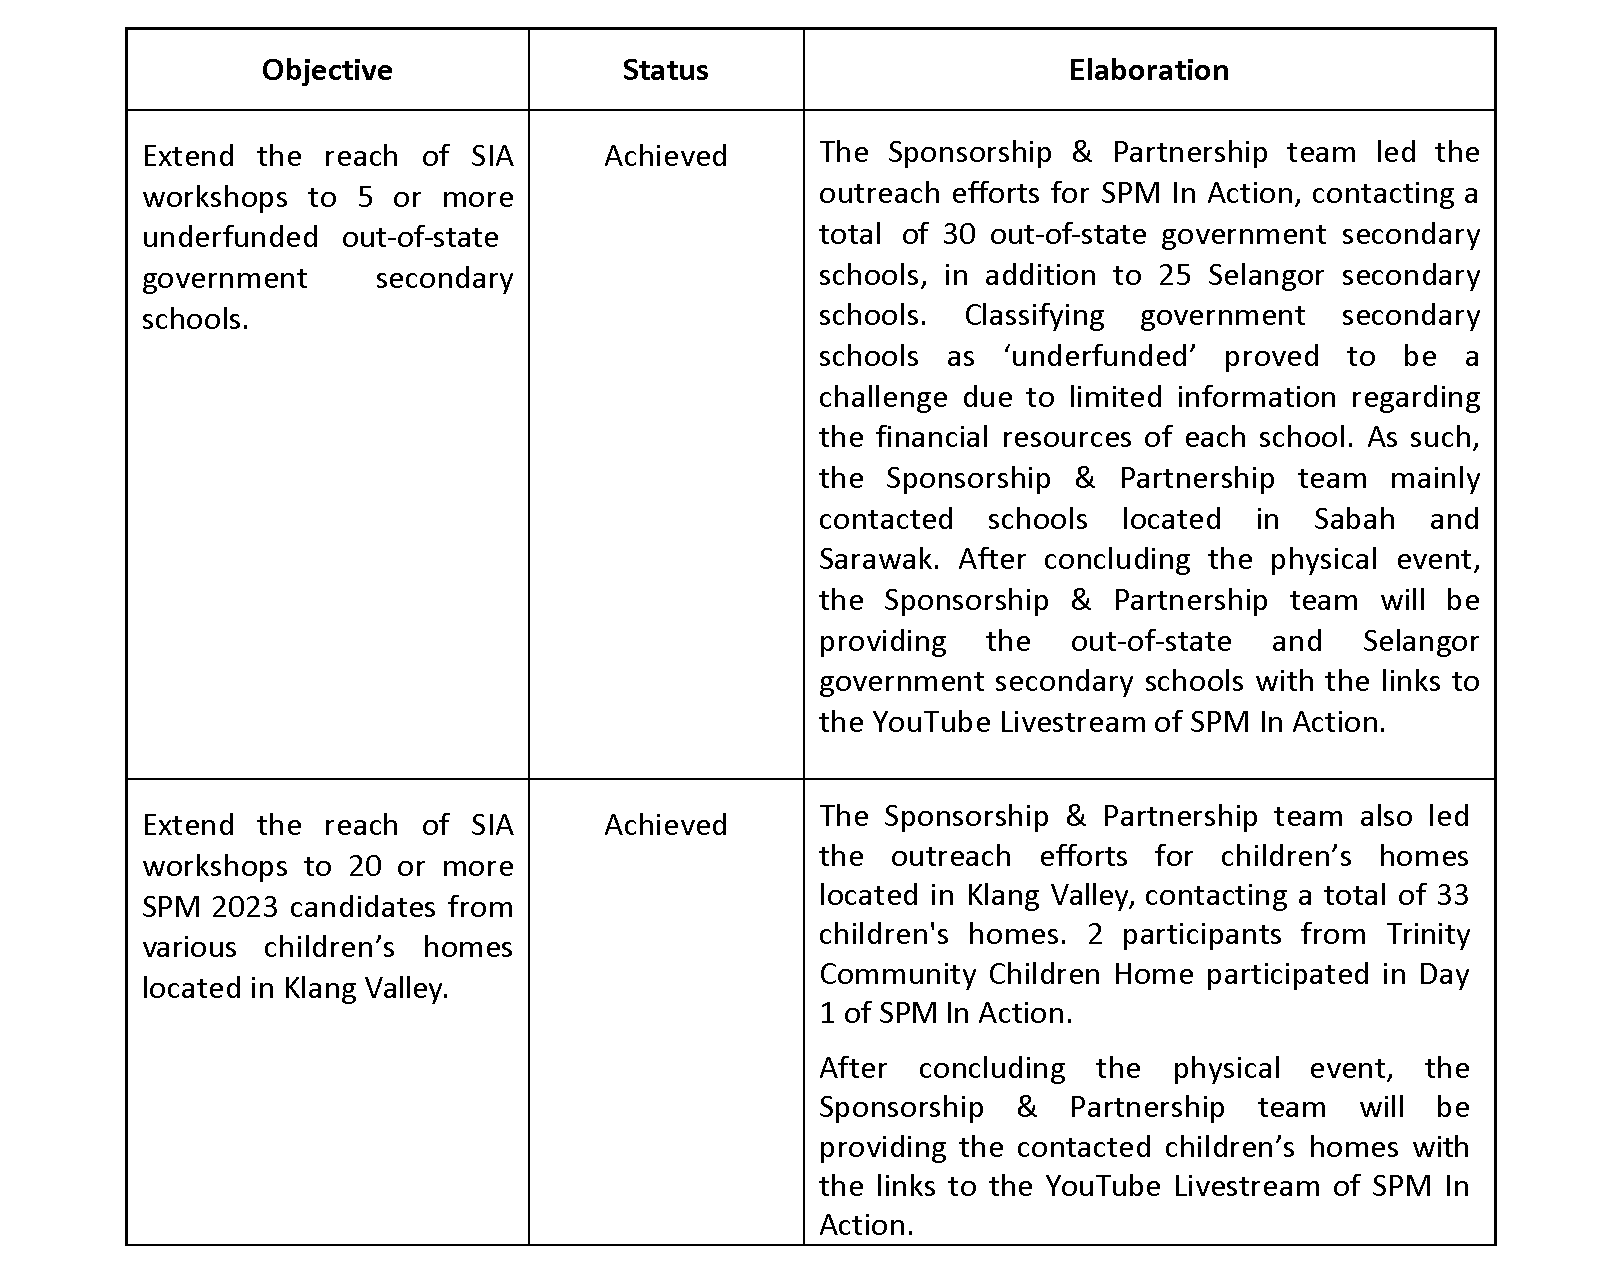 Objective
Status
Elaboration
Extend the reach of SIA
workshops to 5 or more
underfunded out-of-state
government secondary
schools.
Achieved
The Sponsorship & Partnership team led the
outreach efforts for SPM In Action, contacting a
total of 30 out-of-state government secondary
schools, in addition to 25 Selangor secondary
schools. Classifying government secondary
schools as ‘underfunded’ proved to be a
challenge due to limited information regarding
the financial resources of each school. As such,
the Sponsorship & Partnership team mainly
contacted schools located in Sabah and
Sarawak. After concluding the physical event,
the Sponsorship & Partnership team will be
providing the out-of-state and Selangor
government secondary schools with the links to
the YouTube Livestream of SPM In Action.
Extend the reach of SIA
workshops to 20 or more
SPM 2023 candidates from
various children’s homes
located in Klang Valley.
Achieved
The Sponsorship & Partnership team also led
the outreach efforts for children’s homes
located in Klang Valley, contacting a total of 33
children's homes. 2 participants from Trinity
Community Children Home participated in Day
1 of SPM In Action.
After concluding the physical event, the
Sponsorship & Partnership team will be
providing the contacted children’s homes with
the links to the YouTube Livestream of SPM In
Action.